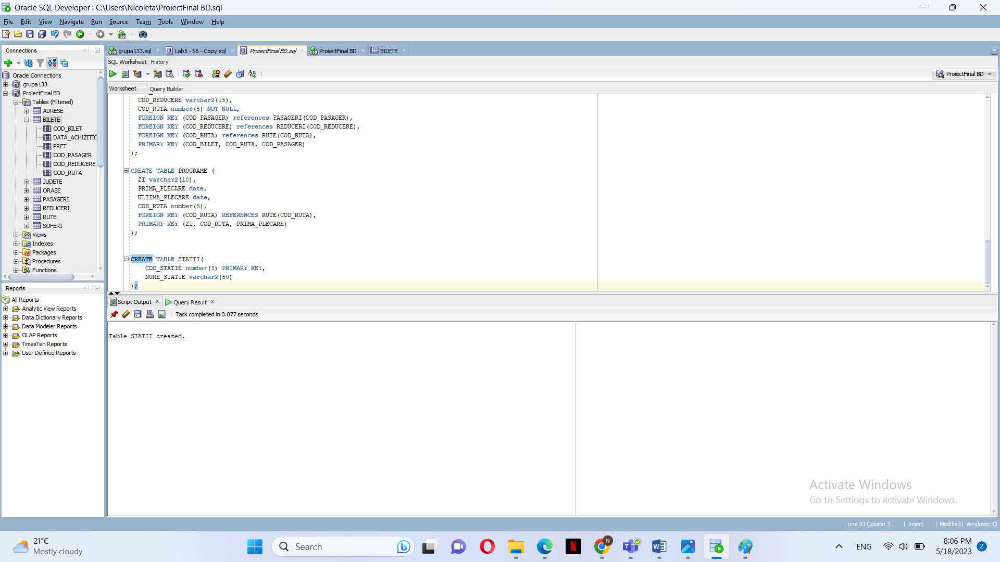 Oracle SQL Developer : C:\Users\Nicoleta\ProiectFinal BD.sql
File Edit View Navigate Run Source Team Tools Window Help
Connections
grupa133.sql Lab5 - S6 - Copy.sql ProiectFinal BD.sql ProiectFinal BD BILETE
SQL Worksheet History
ProiectFinal BD
Worksheet Query Builder
Oracle Connections
grupa133
ProiectFinal BD
Tables (Filtered)
ADRESE
BILETE
COD_BILET
DATA_ACHIZITIC
PRET
COD_PASAGER
COD_REDUCERE
COD_RUTA
JUDETE
ORASE
PASAGERI
REDUCERI
RUTE
SOFERI
Views
Indexes
Packages
Procedures
Functions
COD_REDUCERE varchar2(15),
COD_RUTA number(5) NOT NULL,
FOREIGN KEY (COD_PASAGER) references PASAGERI(COD_PASAGER),
FOREIGN KEY (COD_REDUCERE) references REDUCERI(COD_REDUCERE),
FOREIGN KEY (COD_RUTA) references RUTE(COD_RUTA),
PRIMARY KEY (COD_BILET, COD_RUTA, COD_PASAGER)
);
CREATE TABLE PROGRAME (
ZI varchar2(10),
PRIMA_PLECARE date,
ULTIMA_PLECARE date,
COD_RUTA number(5),
FOREIGN KEY (COD_RUTA) REFERENCES RUTE(COD_RUTA),
PRIMARY KEY (ZI, COD_RUTA, PRIMA_PLECARE)
);
CREATE TABLE STATII(
COD_STATIE number(3) PRIMARY KEY,
NUME_STATIE varchar2(50)
);
Reports
All Reports
Analytic View Reports
Data Dictionary Reports
Data Modeler Reports
OLAP Reports
TimesTen Reports
User Defined Reports
Script Output x Query Result x
Task completed in 0.077 seconds
Table STATII created.
Activate Windows
Go to Settings to activate Windows.
Line 91 Column 3 | Insert | Modified | Windows: CF
21°C
Mostly cloudy
Search
N
ENG
8:06 PM
5/18/2023
2